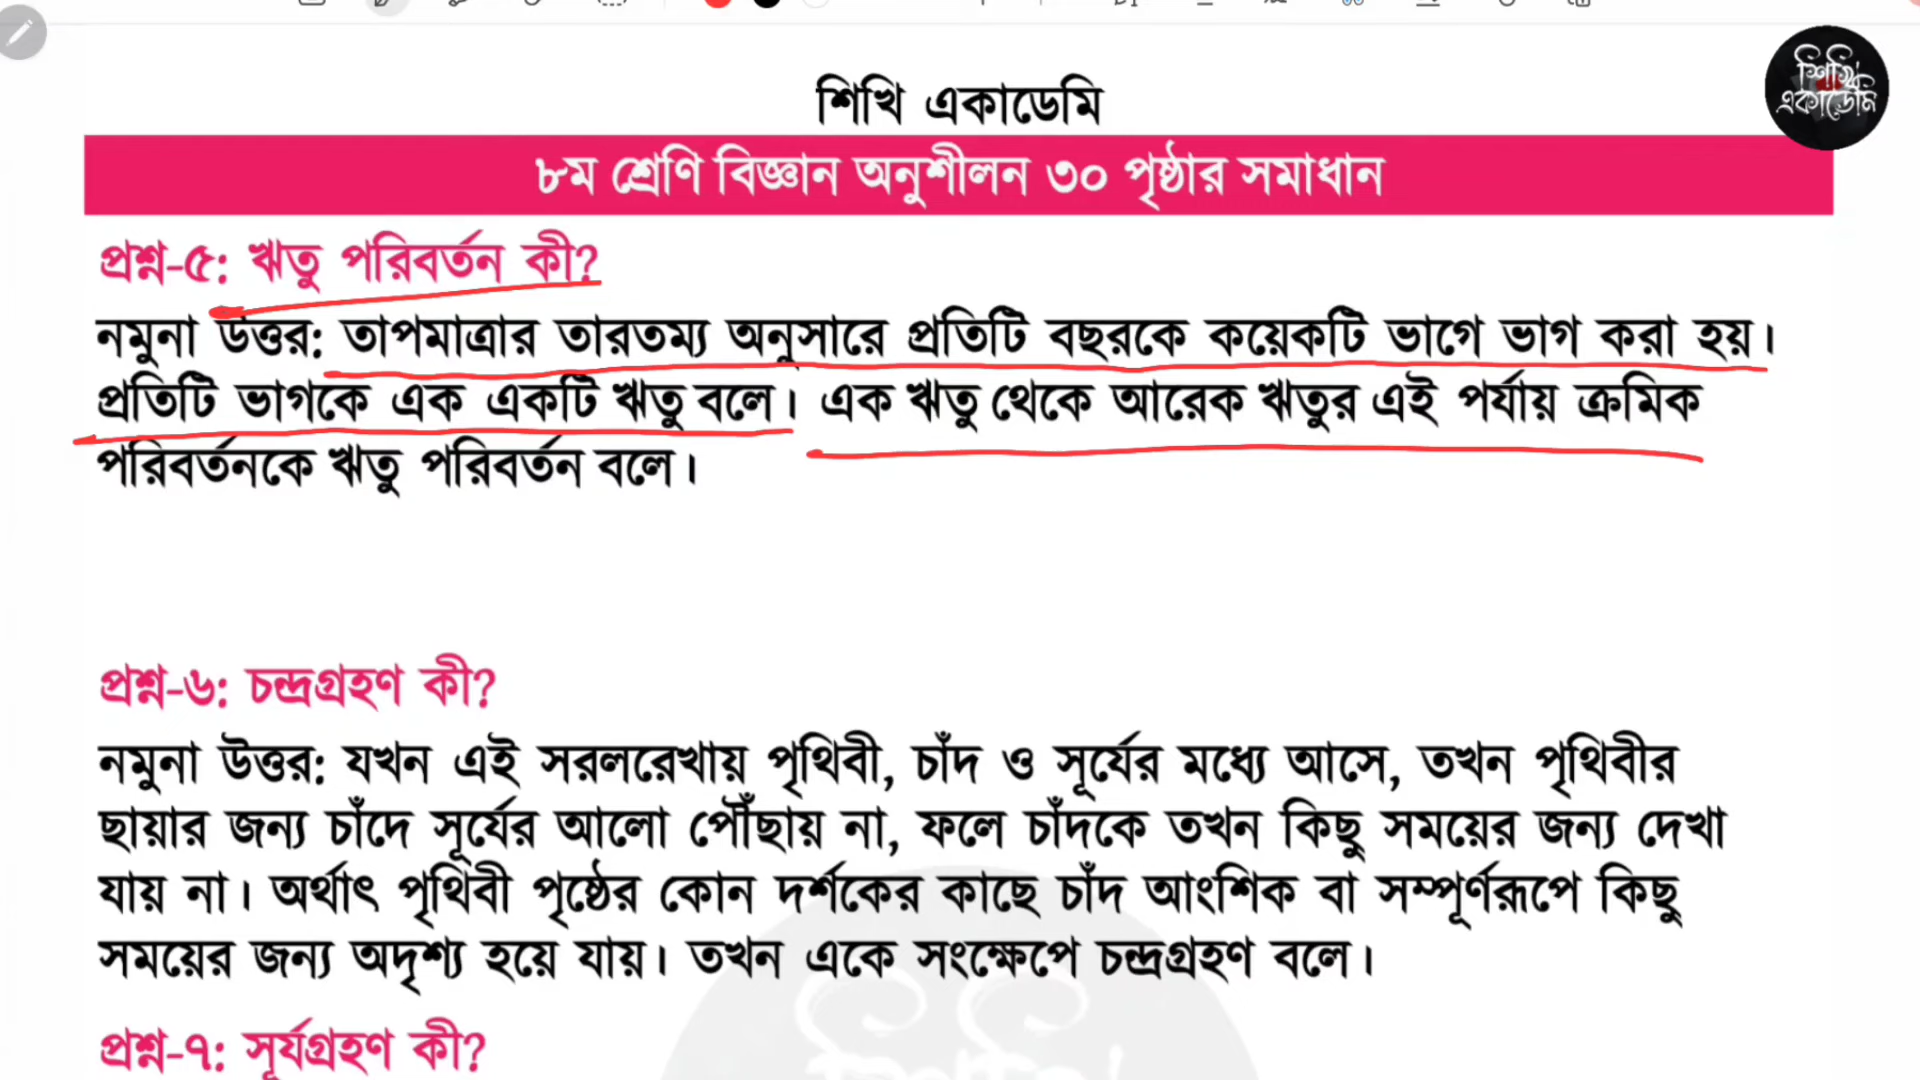 শিখি একাডেমি
শিখি
একাডেমি
৮ম শ্রেণি বিজ্ঞান অনুশীলন ৩০ পৃষ্ঠার সমাধান
প্রশ্ন-৫: ঋতু পরিবর্তন কী?
নমুনা উত্তর: তাপমাত্রার তারতম্য অনুসারে প্রতিটি বছরকে কয়েকটি ভাগে ভাগ করা হয়।
প্রতিটি ভাগকে এক একটি ঋতু বলে। এক ঋতু থেকে আরেক ঋতুর এই পর্যায় ক্রমিক
পরিবর্তনকে ঋতু পরিবর্তন বলে।
প্রশ্ন-৬: চন্দ্রগ্রহণ কী?
নমুনা উত্তর: যখন এই সরলরেখায় পৃথিবী, চাঁদ ও সূর্যের মধ্যে আসে, তখন পৃথিবীর
ছায়ার জন্য চাঁদে সূর্যের আলো পৌঁছায় না, ফলে চাঁদকে তখন কিছু সময়ের জন্য দেখা
যায় না। অর্থাৎ পৃথিবী পৃষ্ঠের কোন দর্শকের কাছে চাঁদ আংশিক বা সম্পূর্ণরূপে কিছু
সময়ের জন্য অদৃশ্য হয়ে যায়। তখন একে সংক্ষেপে চন্দ্রগ্রহণ বলে।
প্রশ্ন-৭: সূর্যগ্রহণ কী?